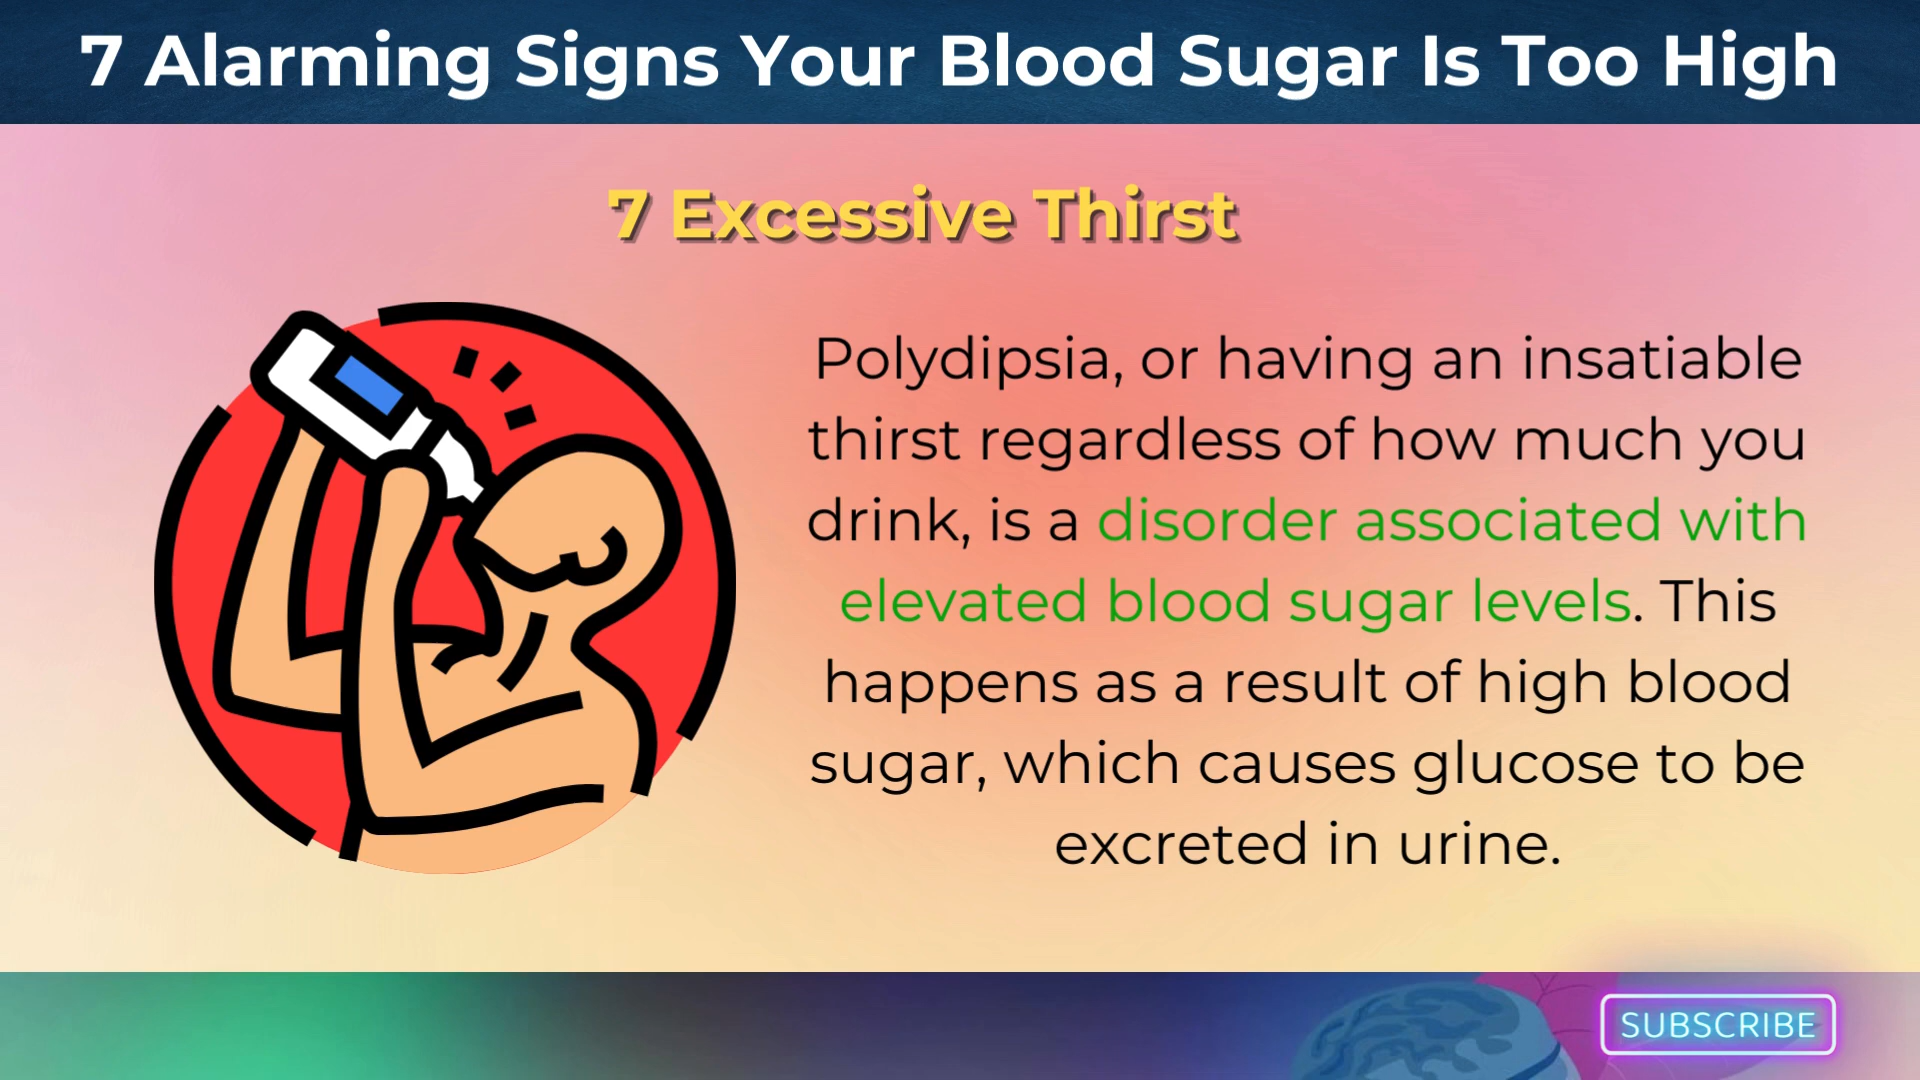 7 Alarming Signs Your Blood Sugar Is Too High
7 Excessive Thirst
Polydipsia, or having an insatiable
thirst regardless of how much you
drink, is a disorder associated with
elevated blood sugar levels. This
happens as a result of high blood
sugar, which causes glucose to be
excreted in urine.
SUBSCRIBE